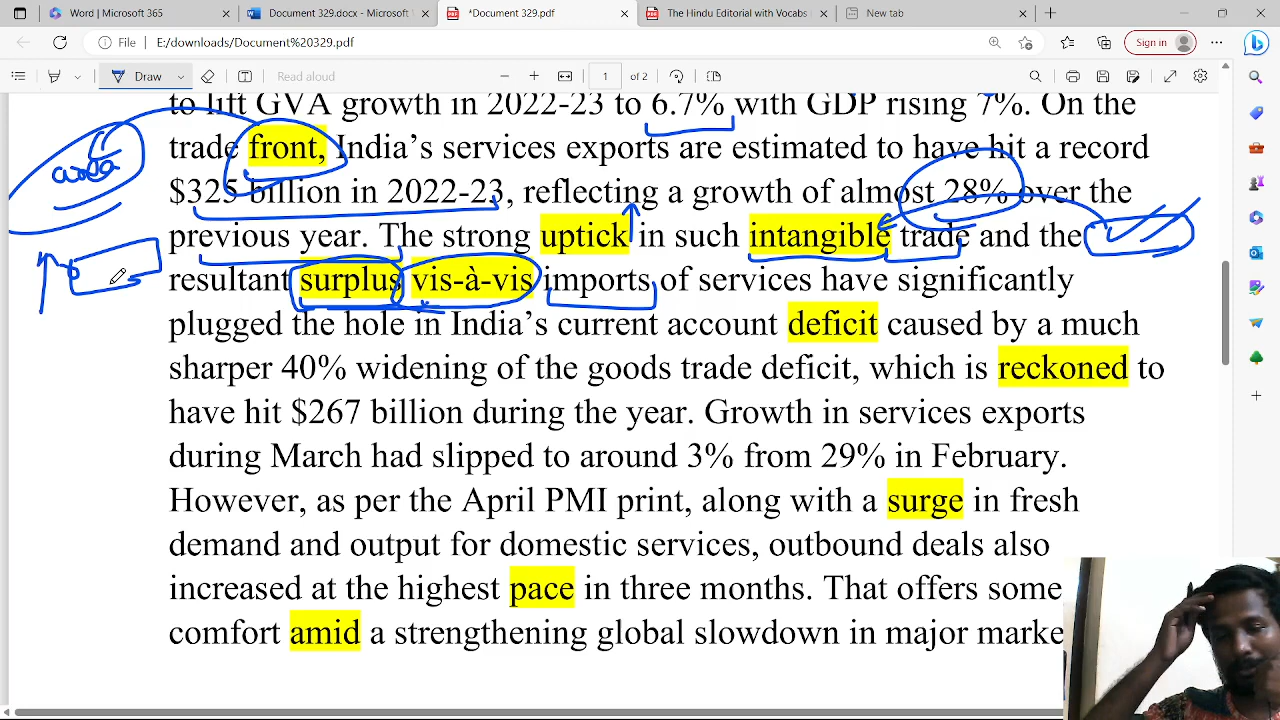 Word | Microsoft 365
Document 329.docx - Microsoft
*Document 329.pdf
The Hindu Editorial with Vocabs
New tab
File
E:/downloads/Document%20329.pdf
Sign in
Draw
Read aloud
1 of 2
to lift GVA growth in 2022-23 to 6.7% with GDP rising 7%. On the
trade front, India's services exports are estimated to have hit a record
$325 billion in 2022-23, reflecting a growth of almost 28% over the
previous year. The strong uptick in such intangible trade and the
resultant surplus vis-à-vis imports of services have significantly
plugged the hole in India's current account deficit caused by a much
sharper 40% widening of the goods trade deficit, which is reckoned to
have hit $267 billion during the year. Growth in services exports
during March had slipped to around 3% from 29% in February.
However, as per the April PMI print, along with a surge in fresh
demand and output for domestic services, outbound deals also
increased at the highest pace in three months. That offers some
comfort amid a strengthening global slowdown in major marke